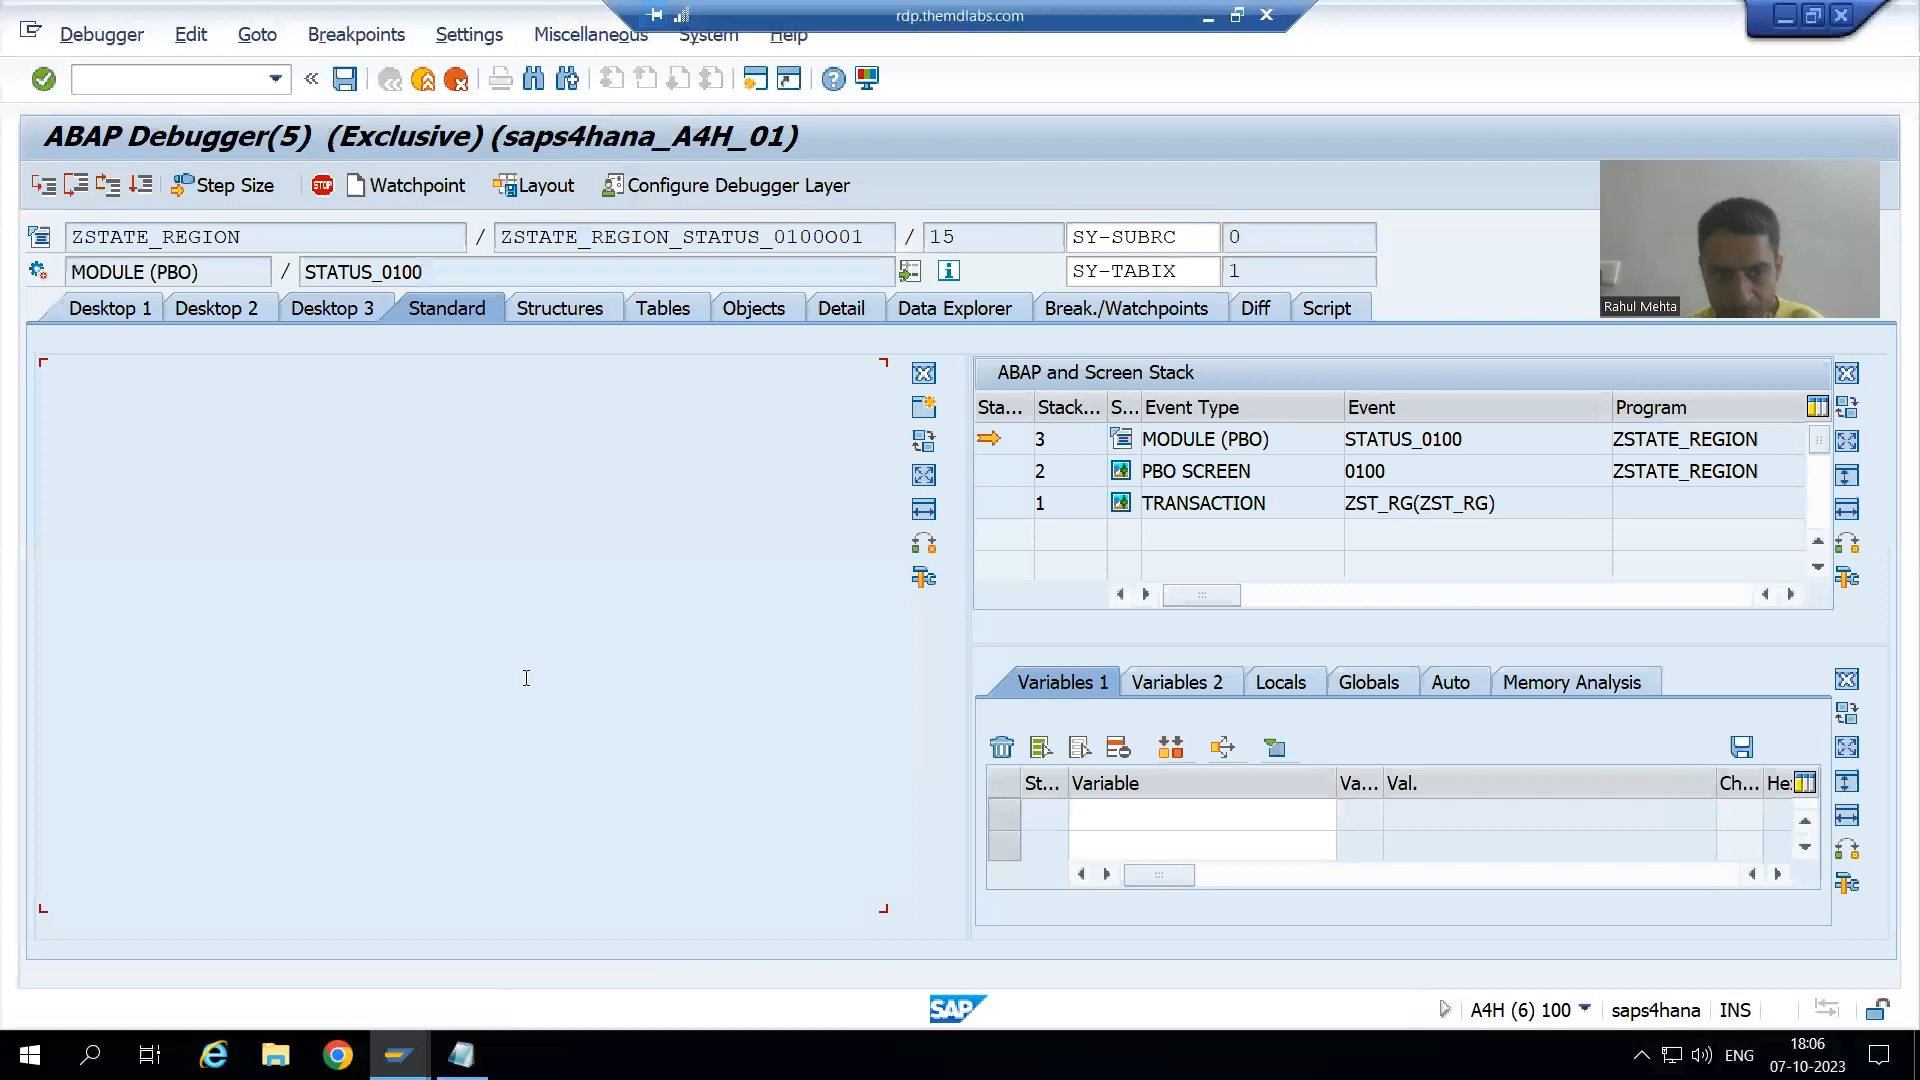 rdp.themdlabs.com
Debugger Edit Goto Breakpoints Settings Miscellaneous System Help
ABAP Debugger(5) (Exclusive) (saps4hana_A4H_01)
STOP
Step Size Watchpoint Layout Configure Debugger Layer
ZSTATE_REGION / ZSTATE_REGION_STATUS_0100O01 / 15 SY-SUBRC 0
MODULE (PBO) / STATUS_0100 SY-TABIX 1
Rahul Mehta
Desktop 1 Desktop 2 Desktop 3 Standard Structures Tables Objects Detail Data Explorer Break./Watchpoints Diff Script
ABAP and Screen Stack
Sta... Stack... S... Event Type Event Program
3 MODULE (PBO) STATUS_0100 ZSTATE_REGION
2 PBO SCREEN 0100 ZSTATE_REGION
1 TRANSACTION ZST_RG(ZST_RG)
Variables 1 Variables 2 Locals Globals Auto Memory Analysis
St... Variable Va... Val. Ch... He
SAP
A4H (6) 100 saps4hana INS
ENG
18:06
07-10-2023